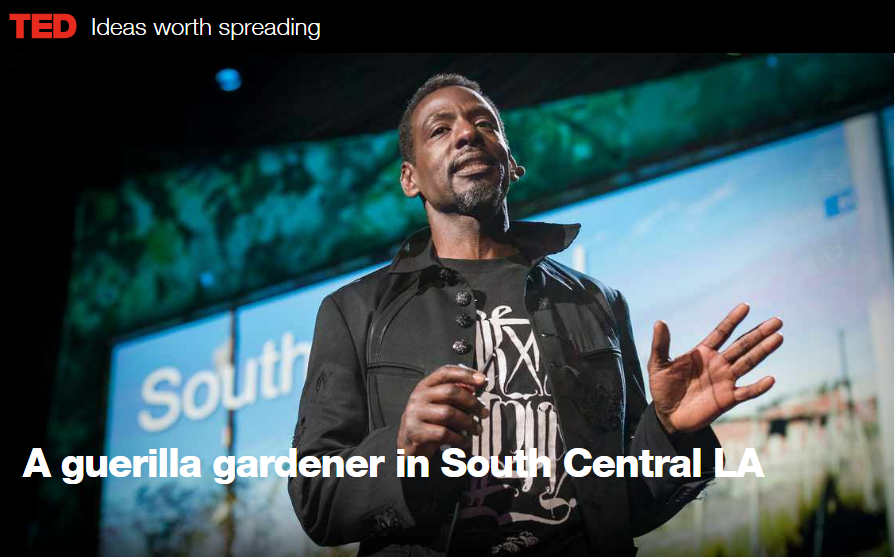 TED Ideas worth spreading
South
A guerilla gardener in South Central LA